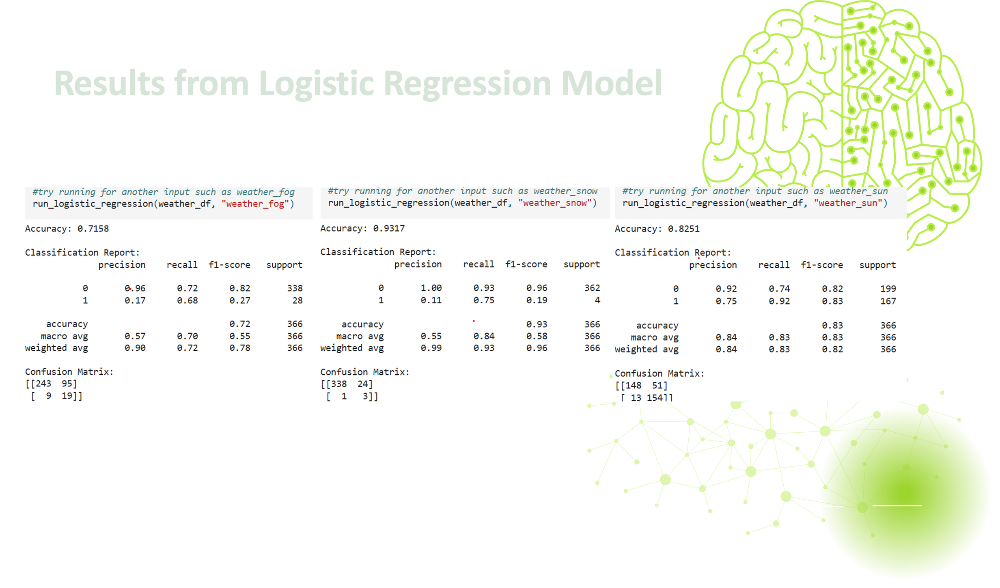 Results from Logistic Regression Model
#try running for another input such as weather_fog
run_logistic_regression(weather_df, "weather_fog")
Accuracy: 0.7158
Classification Report:
precision recall f1-score support
0 0.96 0.72 0.82 338
1 0.17 0.68 0.27 28
accuracy 0.72 366
macro avg 0.57 0.70 0.55 366
weighted avg 0.90 0.72 0.78 366
Confusion Matrix:
[[243 95]
[ 9 19]]
#try running for another input such as weather_snow
run_logistic_regression(weather_df, "weather_snow")
Accuracy: 0.9317
Classification Report:
precision recall f1-score support
0 1.00 0.93 0.96 362
1 0.11 0.75 0.19 4
accuracy 0.93 366
macro avg 0.55 0.84 0.58 366
weighted avg 0.99 0.93 0.96 366
Confusion Matrix:
[[338 24]
[ 1 3]]
#try running for another input such as weather_sun
run_logistic_regression(weather_df, "weather_sun")
Accuracy: 0.8251
Classification Report:
precision recall f1-score support
0 0.92 0.74 0.82 199
1 0.75 0.92 0.83 167
accuracy 0.83 366
macro avg 0.84 0.83 0.83 366
weighted avg 0.84 0.83 0.82 366
Confusion Matrix:
[[148 51]
[ 13 154]]